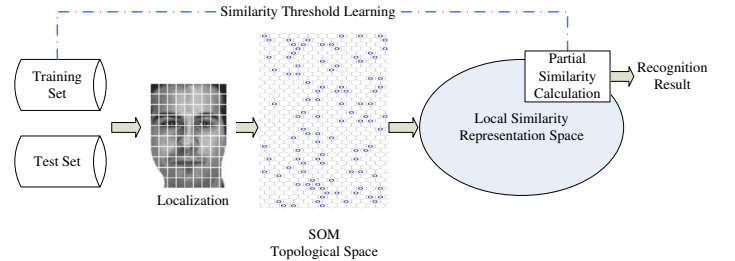 Similarity Threshold Learning
Training
Set
Test Set
Localization
SOM
Topological Space
Partial
Similarity
Calculation
Local Similarity
Representation Space
Recognition
Result